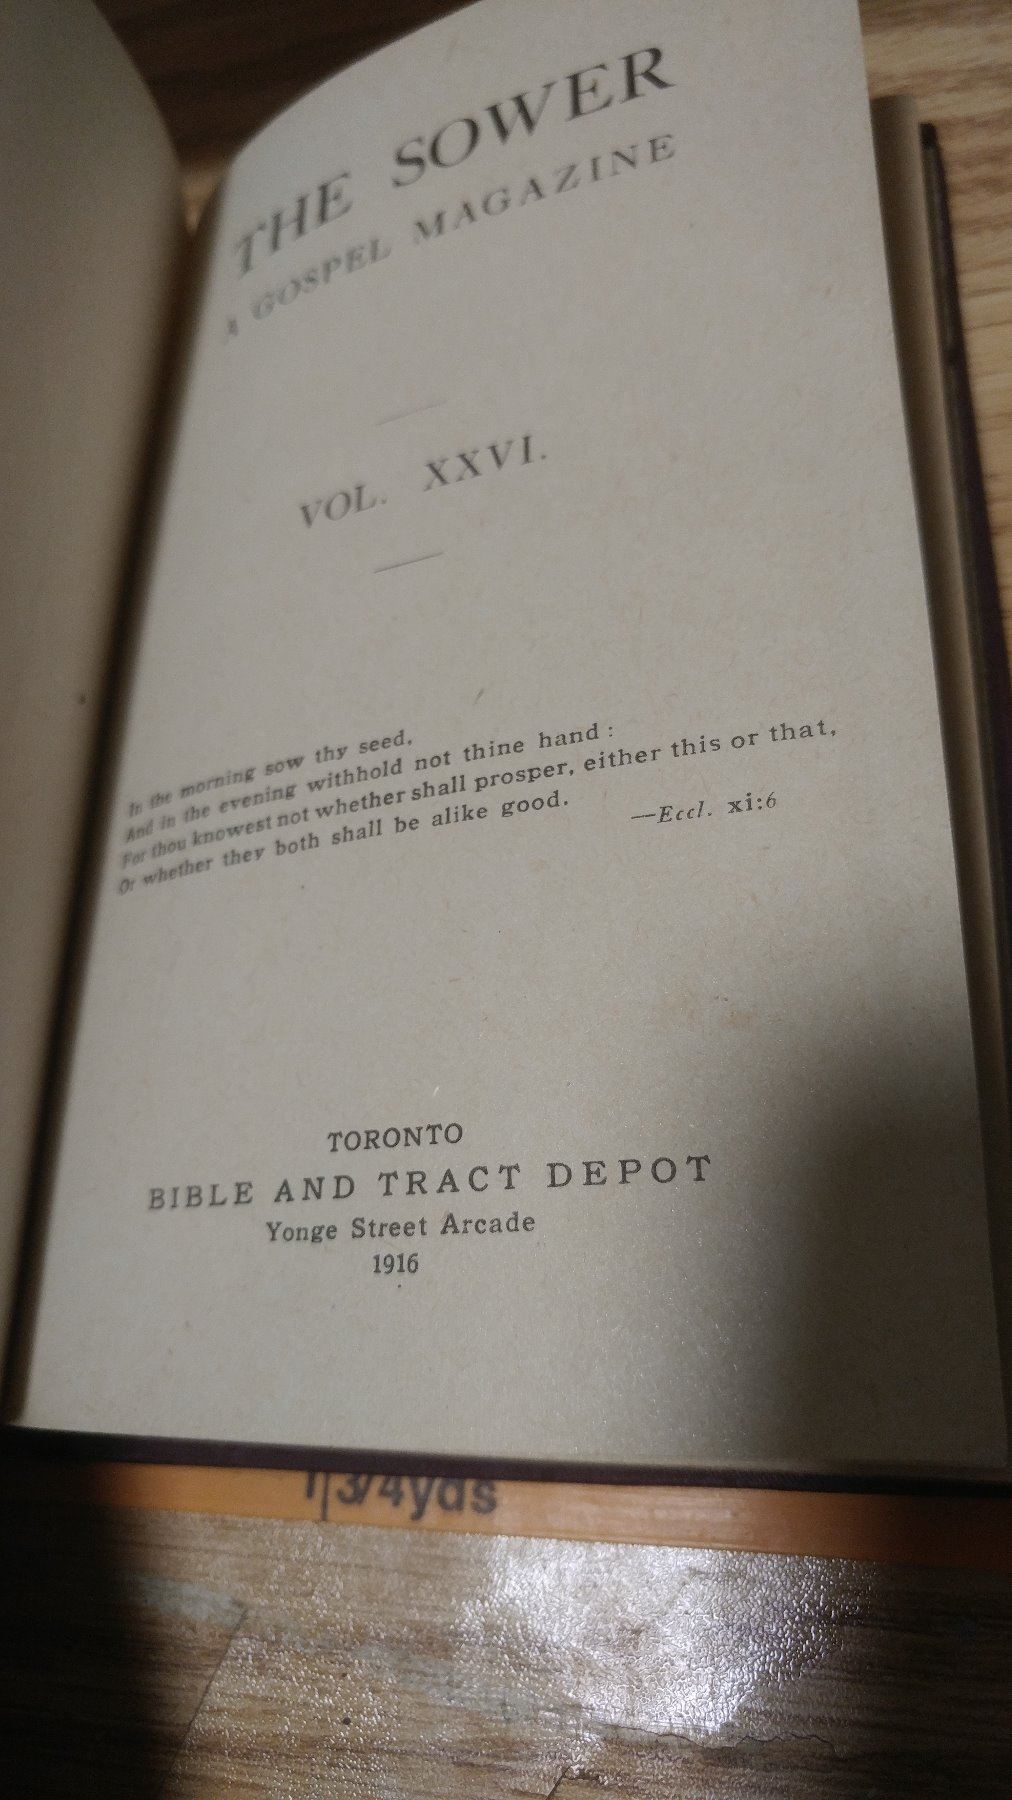 THE SOWER
A GOSPEL MAGAZINE
VOL. XXVI.
In the morning sow thy seed,
And in the evening withhold not thine hand :
For thou knowest not whether shall prosper, either this or that,
Or whether they both shall be alike good.
—Eccl. xi:6
TORONTO
BIBLE AND TRACT DEPOT
Yonge Street Arcade
1916
1 3/4yds